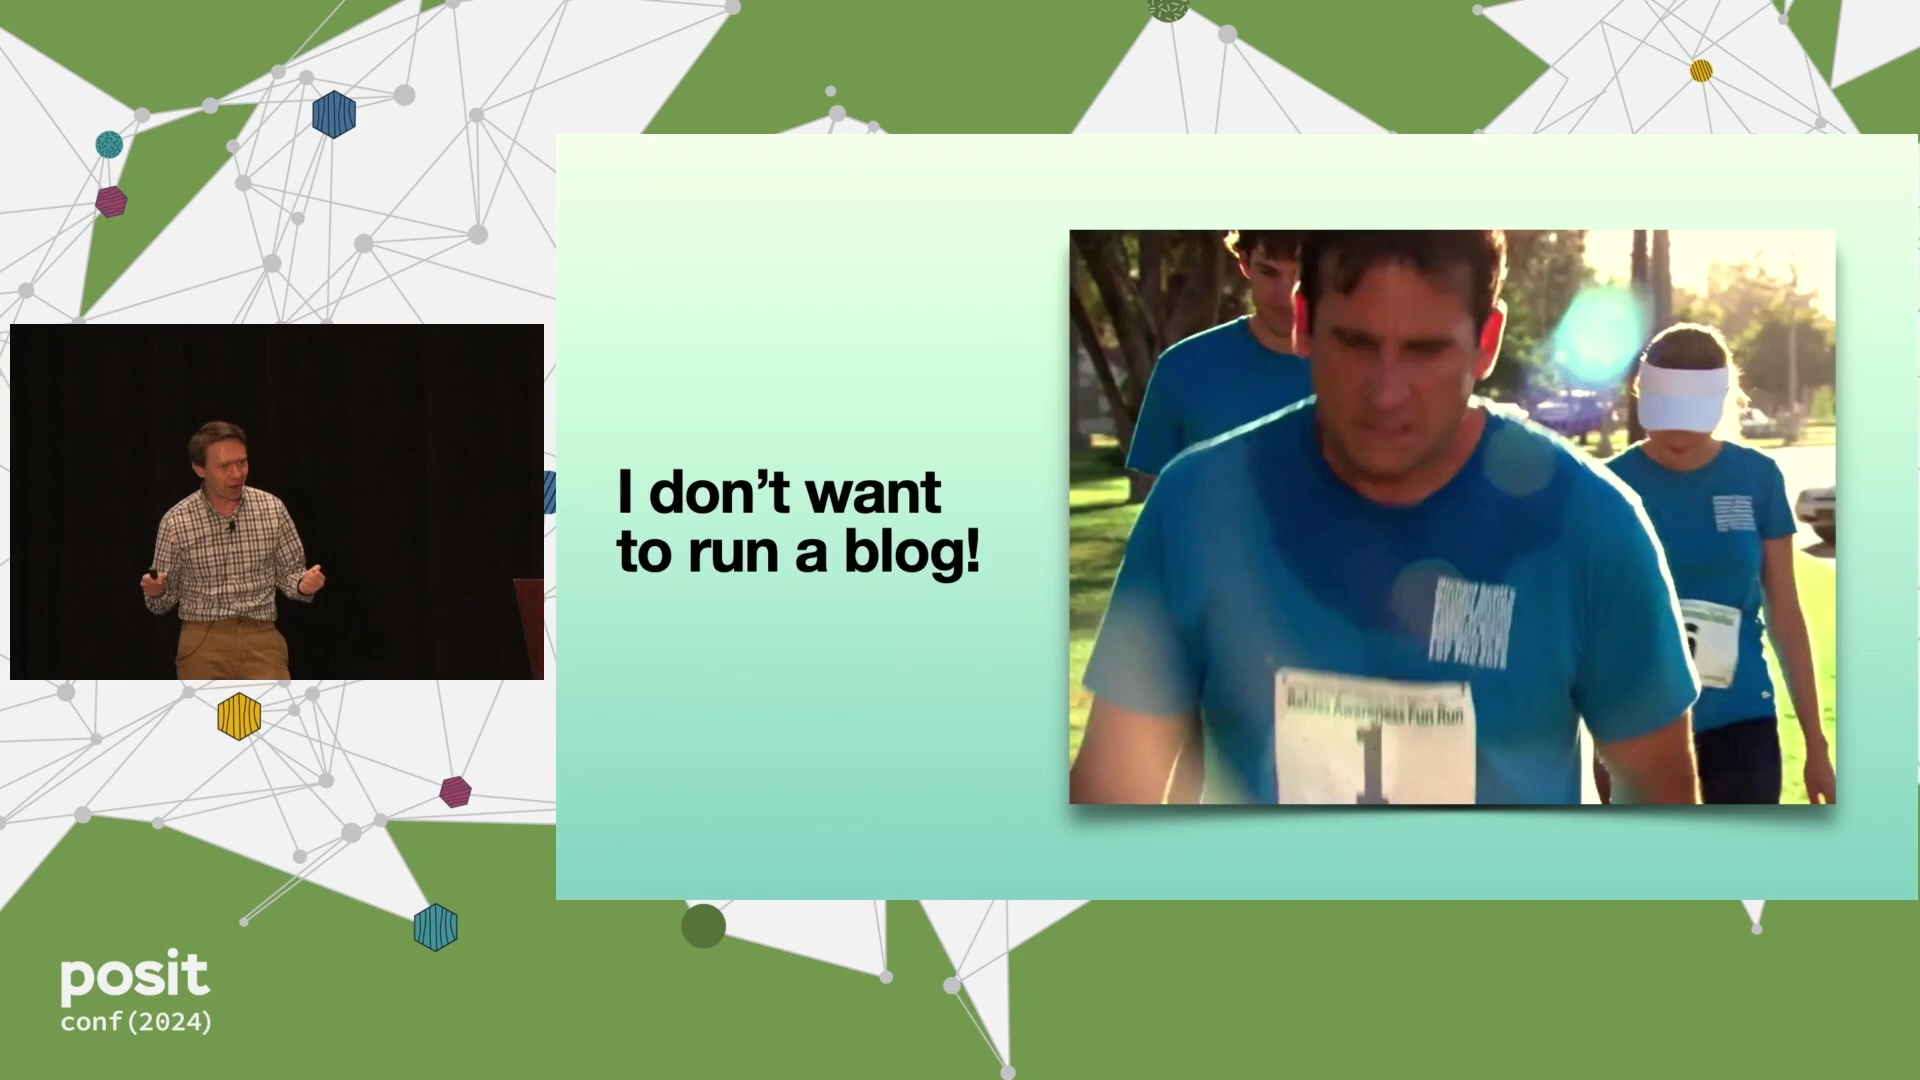 I don’t want
to run a blog!
Rabies Awareness Fun Run
1
posit
conf(2024)